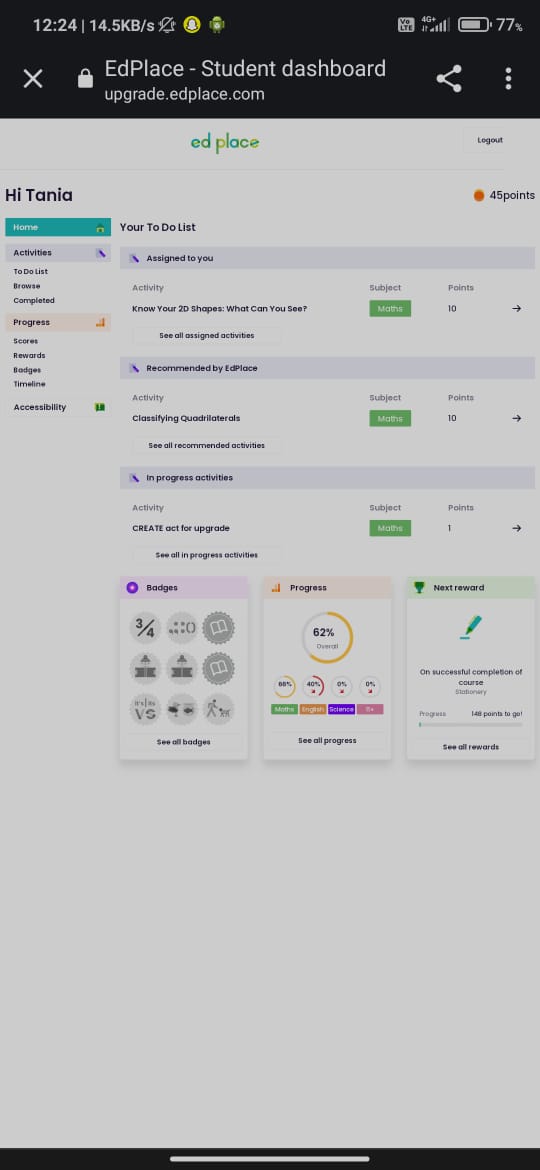 12:24 | 14.5KB/s
Vo LTE 4G+ 77%
EdPlace - Student dashboard
upgrade.edplace.com
ed place
Logout
Hi Tania
45points
Home
Activities
To Do List
Browse
Completed
Progress
Scores
Rewards
Badges
Timeline
Accessibility
Your To Do List
Assigned to you
Activity Subject Points
Know Your 2D Shapes: What Can You See? Maths 10
See all assigned activities
Recommended by EdPlace
Activity Subject Points
Classifying Quadrilaterals Maths 10
See all recommended activities
In progress activities
Activity Subject Points
CREATE act for upgrade Maths 1
See all in progress activities
Badges
3/4
It's | Its
VS
See all badges
Progress
62%
Overall
40% 0% 0%
Maths English Science
See all progress
Next reward
On successful completion of
course
Stationery
Progress 148 points to go!
See all rewards